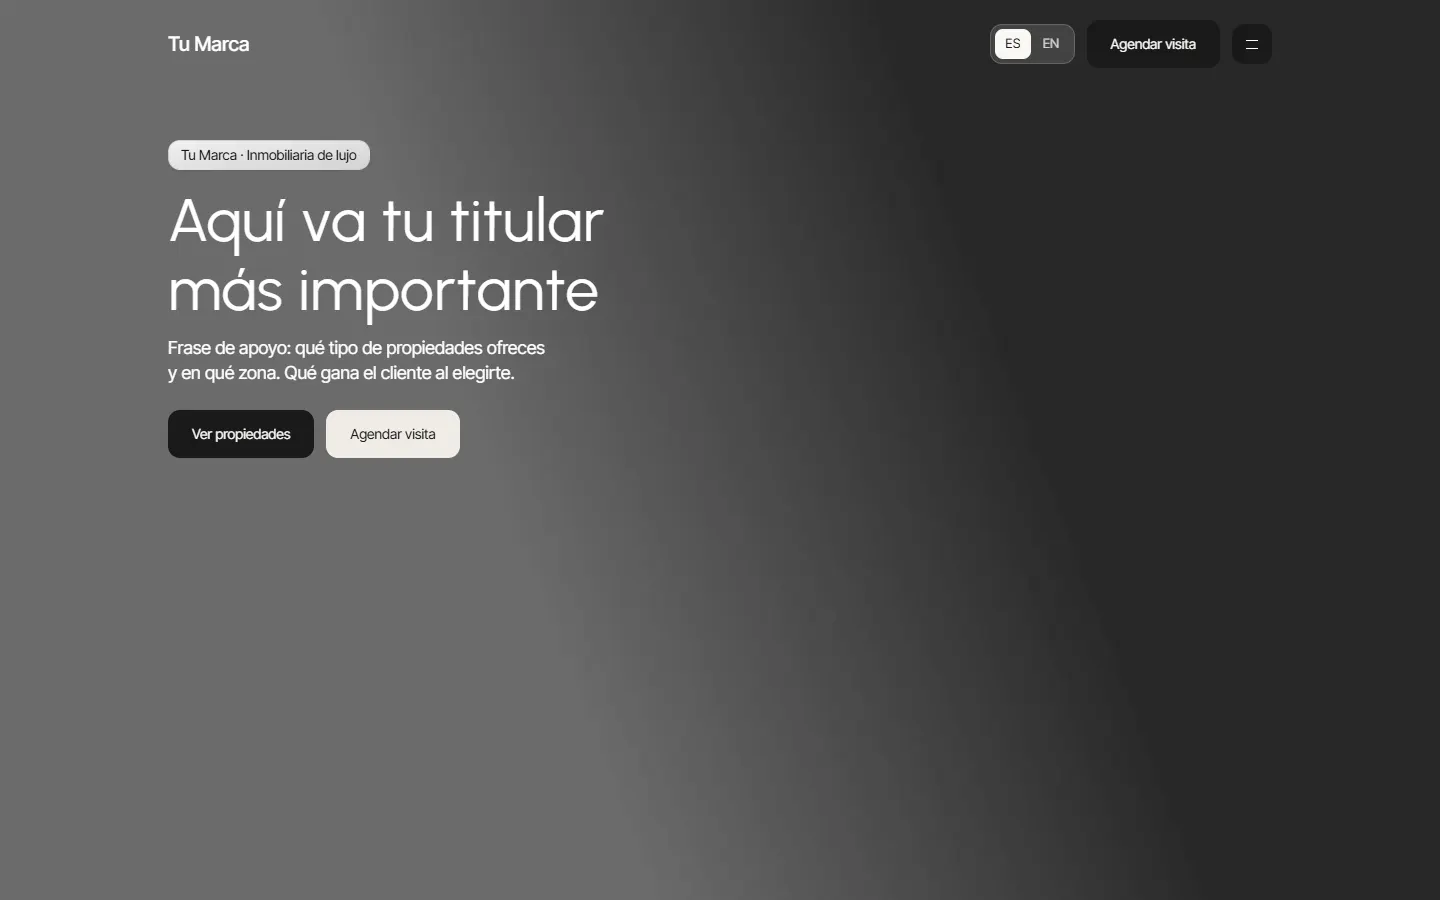 Tu Marca
ES EN
Agendar visita
Tu Marca · Inmobiliaria de lujo
Aquí va tu titular
más importante
Frase de apoyo: qué tipo de propiedades ofreces
y en qué zona. Qué gana el cliente al elegirte.
Ver propiedades
Agendar visita